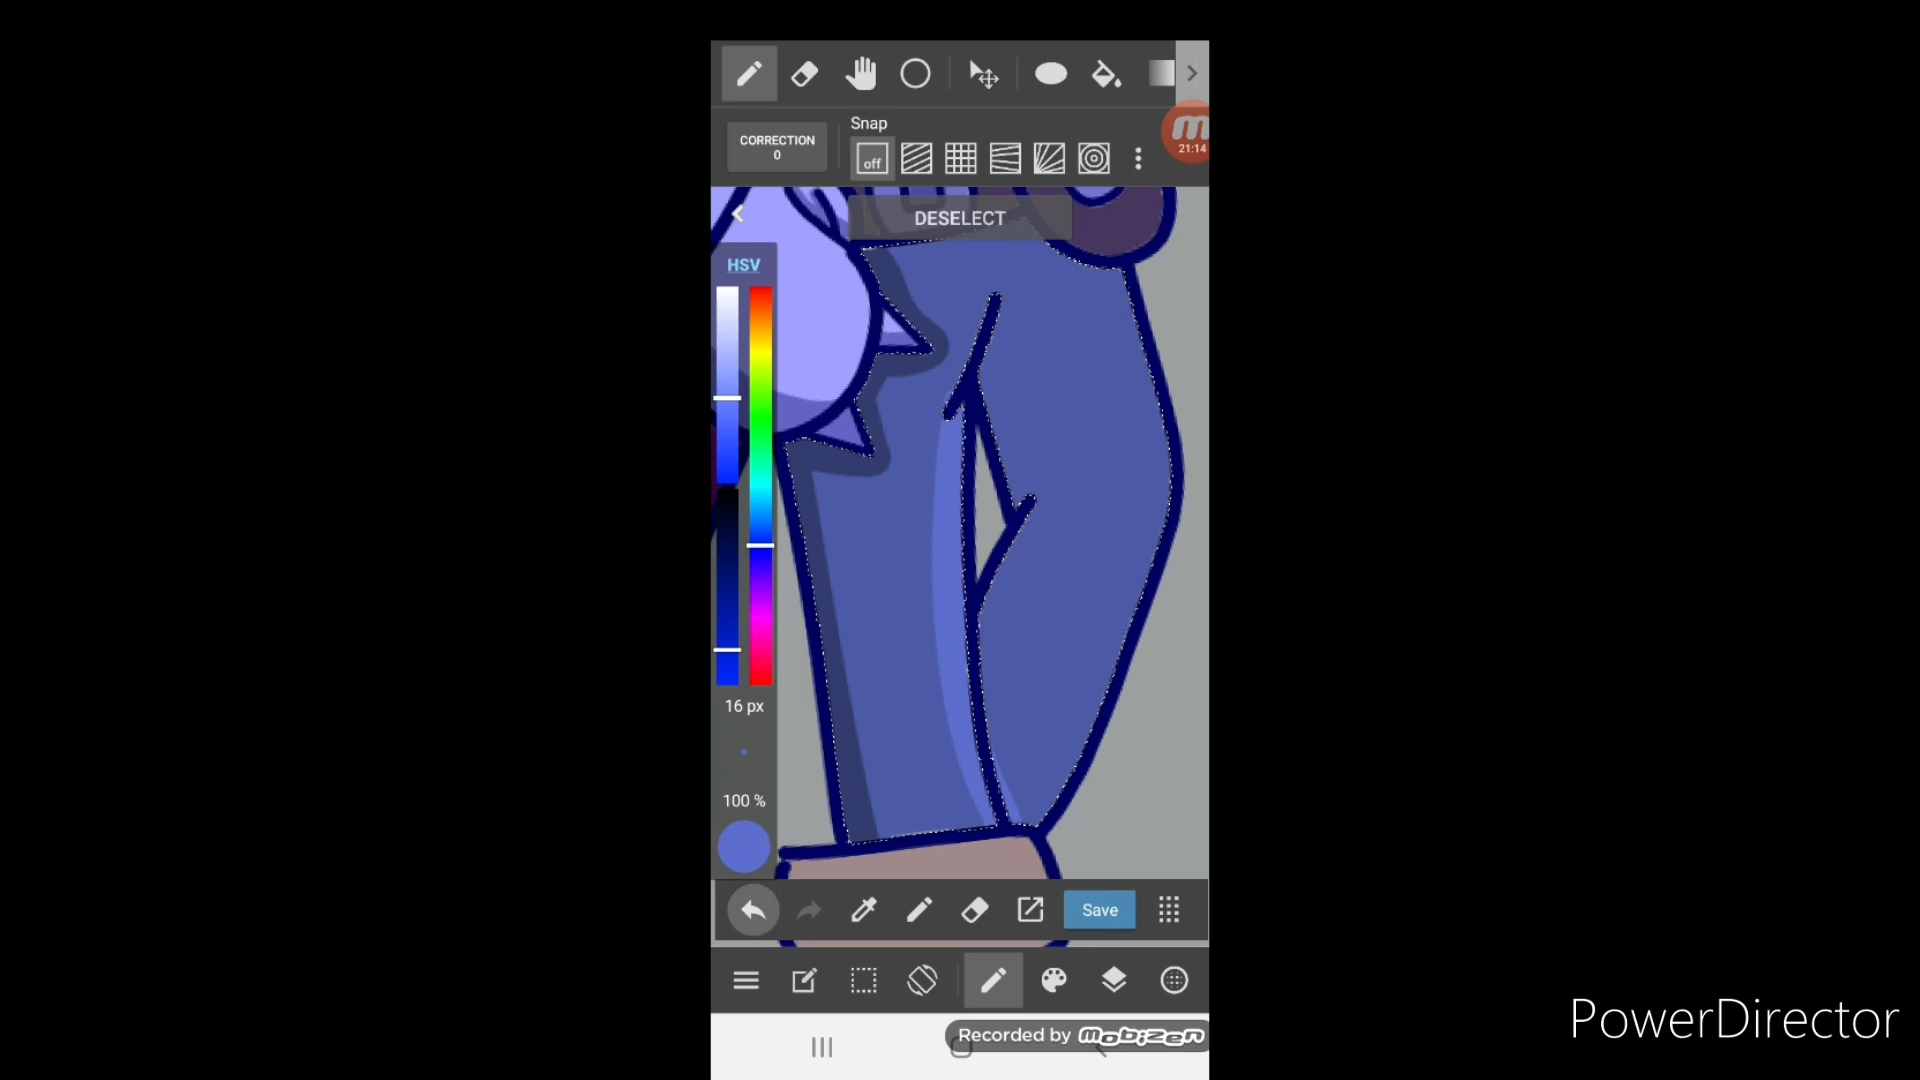 CORRECTION
0
Snap
off
21:14
DESELECT
HSV
16 px
100 %
Save
Recorded by mobizen
PowerDirector